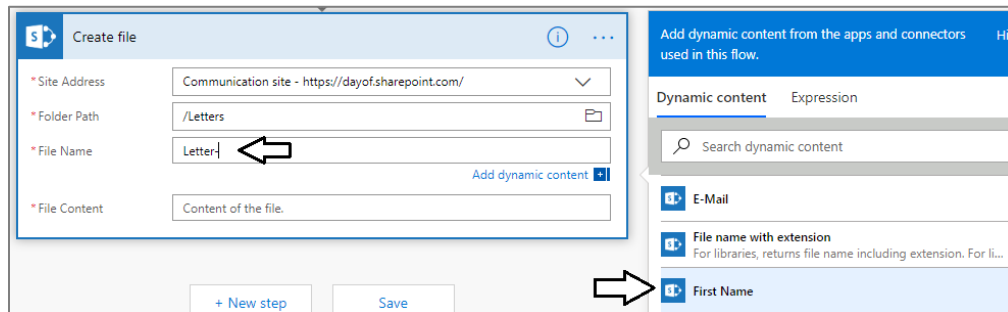 Create file
* Site Address
Communication site - https://dayof.sharepoint.com/
* Folder Path
/Letters
* File Name
Letter-
Add dynamic content
* File Content
Content of the file.
+ New step
Save
Add dynamic content from the apps and connectors
used in this flow.
Hi
Dynamic content
Expression
Search dynamic content
E-Mail
File name with extension
For libraries, returns file name including extension. For li...
First Name